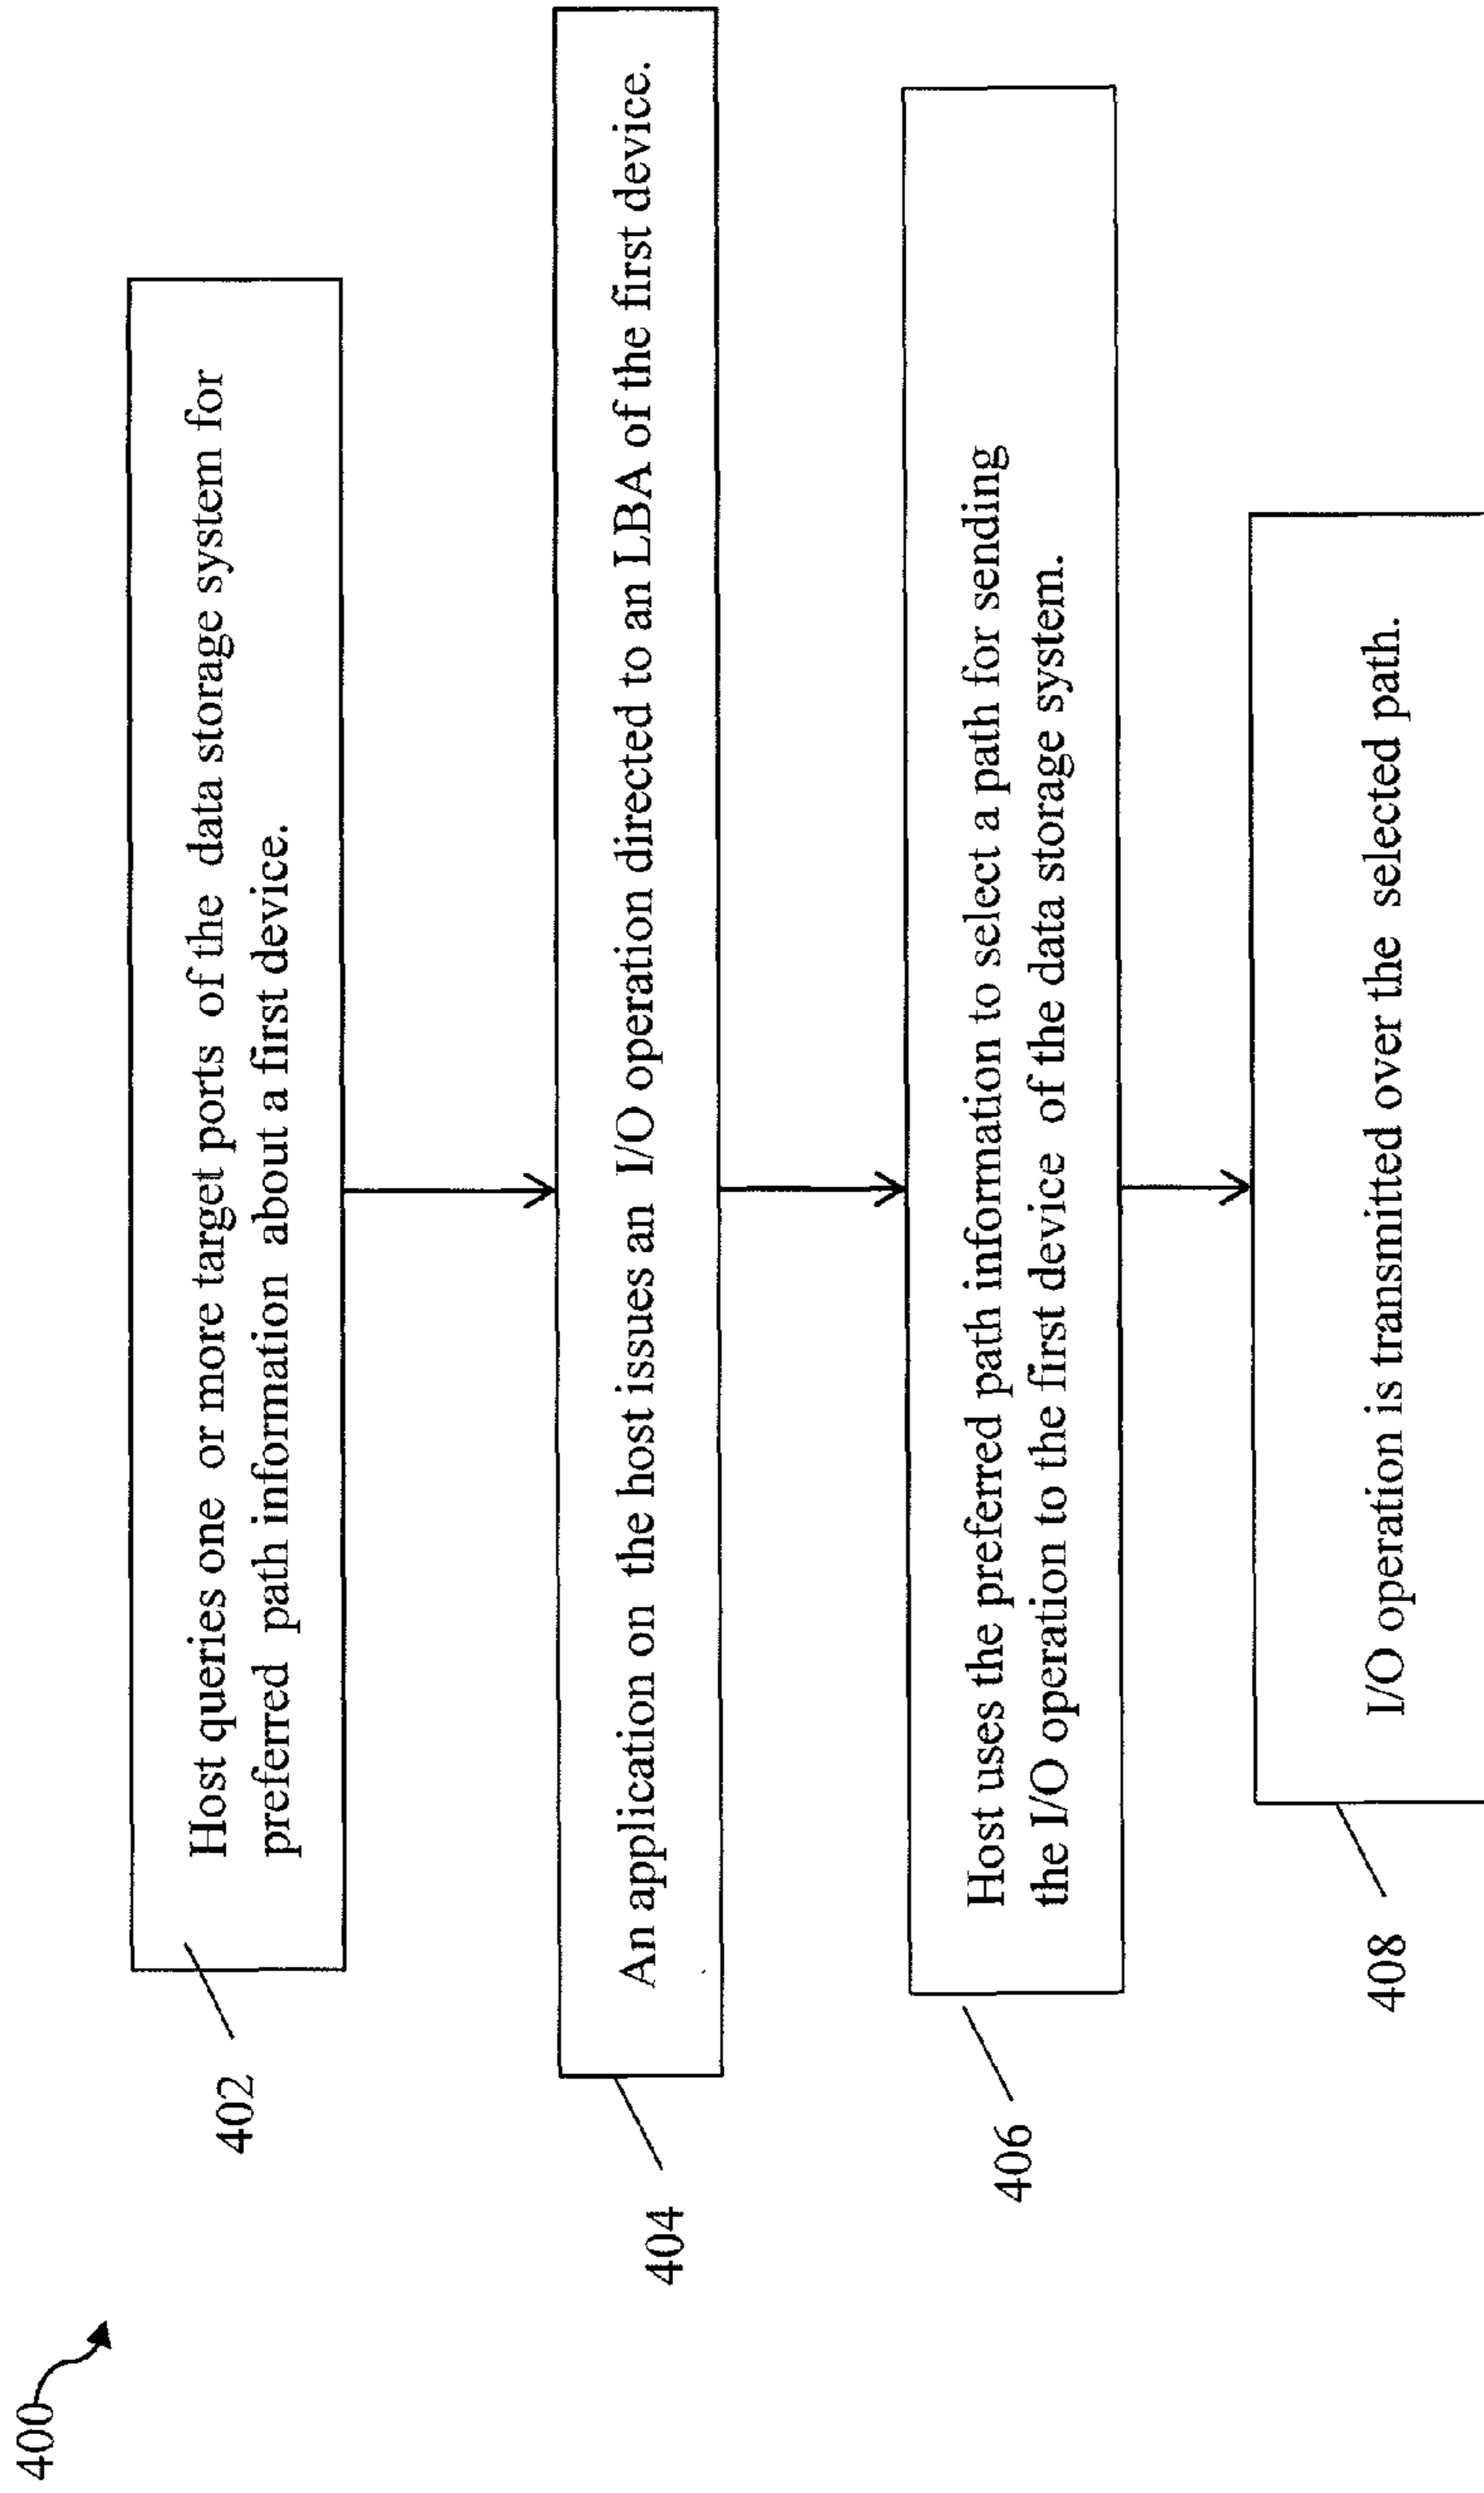 400
402
Host queries one or more target ports of the data storage system for
preferred path information about a first device.
404
An application on the host issues an I/O operation directed to an LBA of the first device.
406
Host uses the preferred path information to select a path for sending
the I/O operation to the first device of the data storage system.
408
I/O operation is transmitted over the selected path.